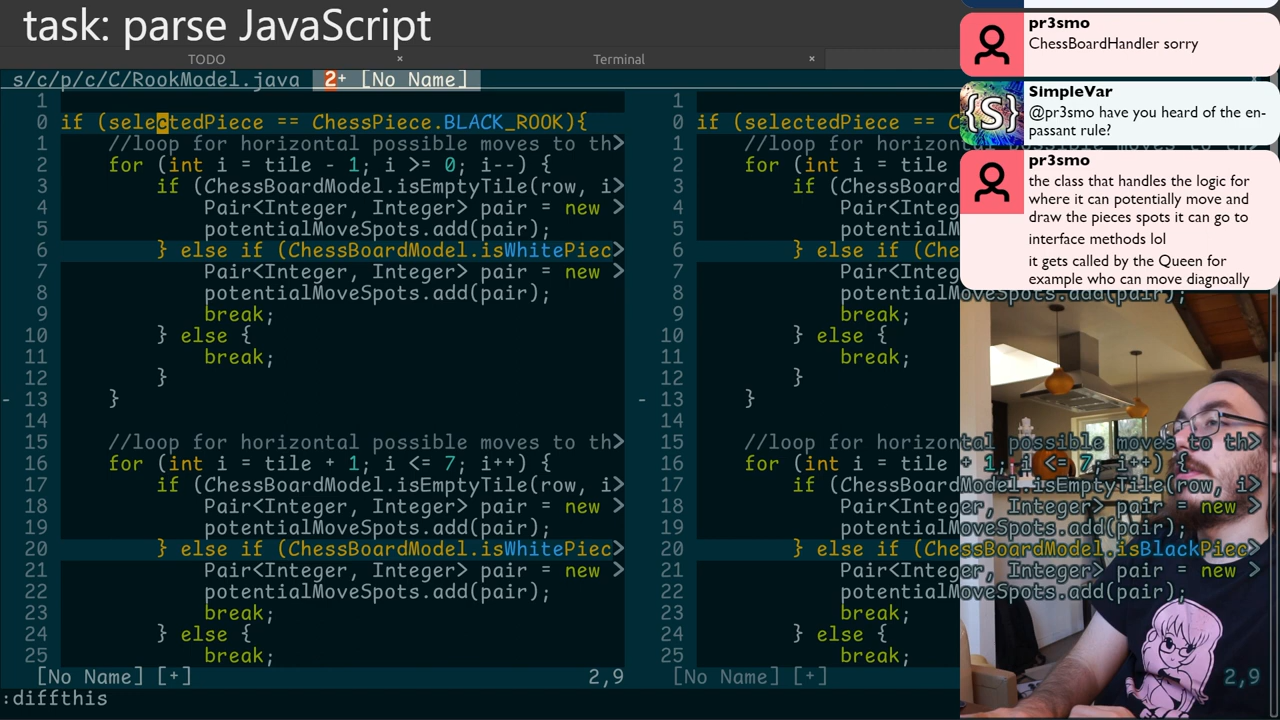 task: parse JavaScript
TODO × Terminal ×
s/c/p/c/C/RookModel.java 2+ [No Name]
1
0 if (selectedPiece == ChessPiece.BLACK_ROOK){
1 //loop for horizontal possible moves to th>
2 for (int i = tile - 1; i >= 0; i--) {
3 if (ChessBoardModel.isEmptyTile(row, i>
4 Pair<Integer, Integer> pair = new >
5 potentialMoveSpots.add(pair);
6 } else if (ChessBoardModel.isWhitePiec>
7 Pair<Integer, Integer> pair = new >
8 potentialMoveSpots.add(pair);
9 break;
10 } else {
11 break;
12 }
- 13 }
14
15 //loop for horizontal possible moves to th>
16 for (int i = tile + 1; i <= 7; i++) {
17 if (ChessBoardModel.isEmptyTile(row, i>
18 Pair<Integer, Integer> pair = new >
19 potentialMoveSpots.add(pair);
20 } else if (ChessBoardModel.isWhitePiec>
21 Pair<Integer, Integer> pair = new >
22 potentialMoveSpots.add(pair);
23 break;
24 } else {
25 break;
[No Name] [+] 2,9
:diffthis
1
0 if (selectedPiece == C
1 //loop for horizontal possible moves to th>
2 for (int i = tile
3 if (ChessBoardM
4 Pair<Intege
5 potentialMo
6 } else if (Che
7 Pair<Intege
8 potentialMoveSpots.add(pair);
9 break;
10 } else {
11 break;
12 }
- 13 }
14
15 //loop for horizontal possible moves to th>
16 for (int i = tile + 1; i <= 7; i++) {
17 if (ChessBoardModel.isEmptyTile(row, i>
18 Pair<Integer, Integer> pair = new >
19 potentialMoveSpots.add(pair);
20 } else if (ChessBoardModel.isBlackPiec>
21 Pair<Integer, Integer> pair = new >
22 potentialMoveSpots.add(pair);
23 break;
24 } else {
25 break;
[No Name] [+] 2,9
pr3smo
ChessBoardHandler sorry
{S}
SimpleVar
@pr3smo have you heard of the en-
passant rule?
pr3smo
the class that handles the logic for
where it can potentially move and
draw the pieces spots it can go to
interface methods lol
it gets called by the Queen for
example who can move diagnoally